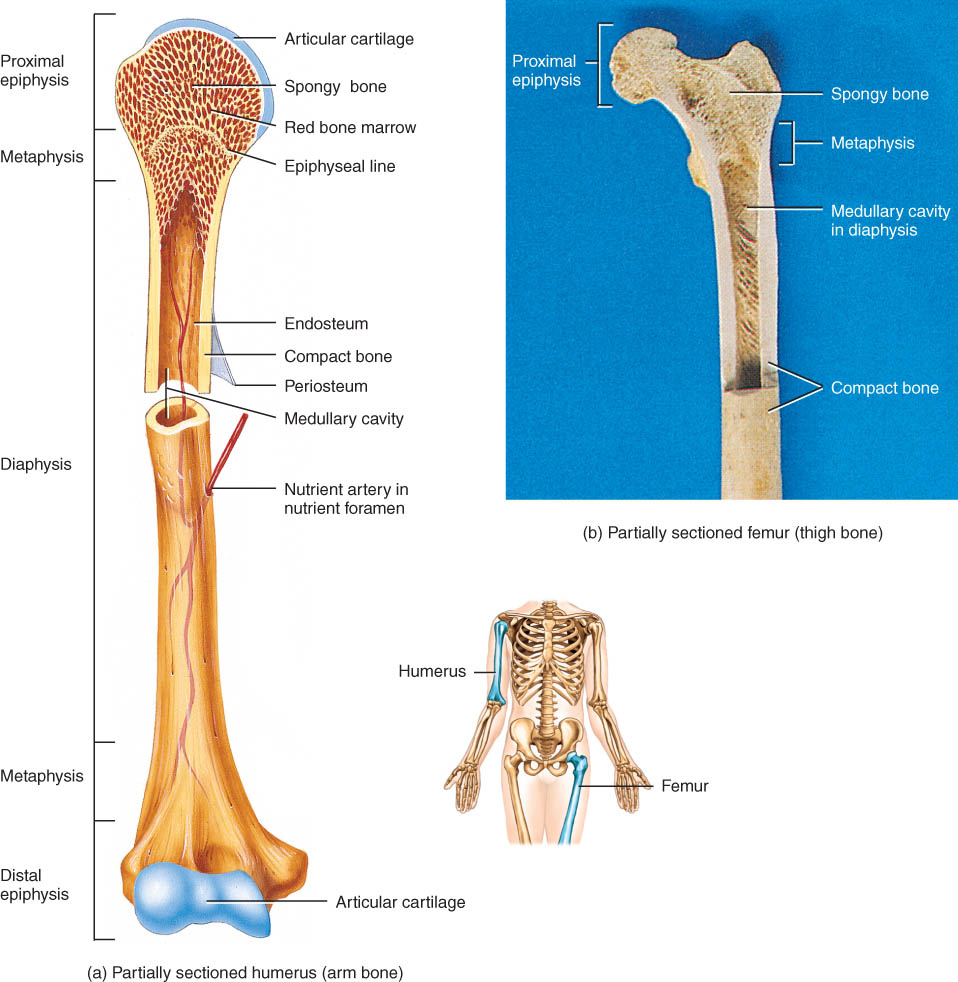 Proximal
epiphysis
Metaphysis
Diaphysis
Metaphysis
Distal
epiphysis
Articular cartilage
Spongy bone
Red bone marrow
Epiphyseal line
Endosteum
Compact bone
Periosteum
Medullary cavity
Nutrient artery in
nutrient foramen
Articular cartilage
(a) Partially sectioned humerus (arm bone)
Proximal
epiphysis
Spongy bone
Metaphysis
Medullary cavity
in diaphysis
Compact bone
(b) Partially sectioned femur (thigh bone)
Humerus
Femur